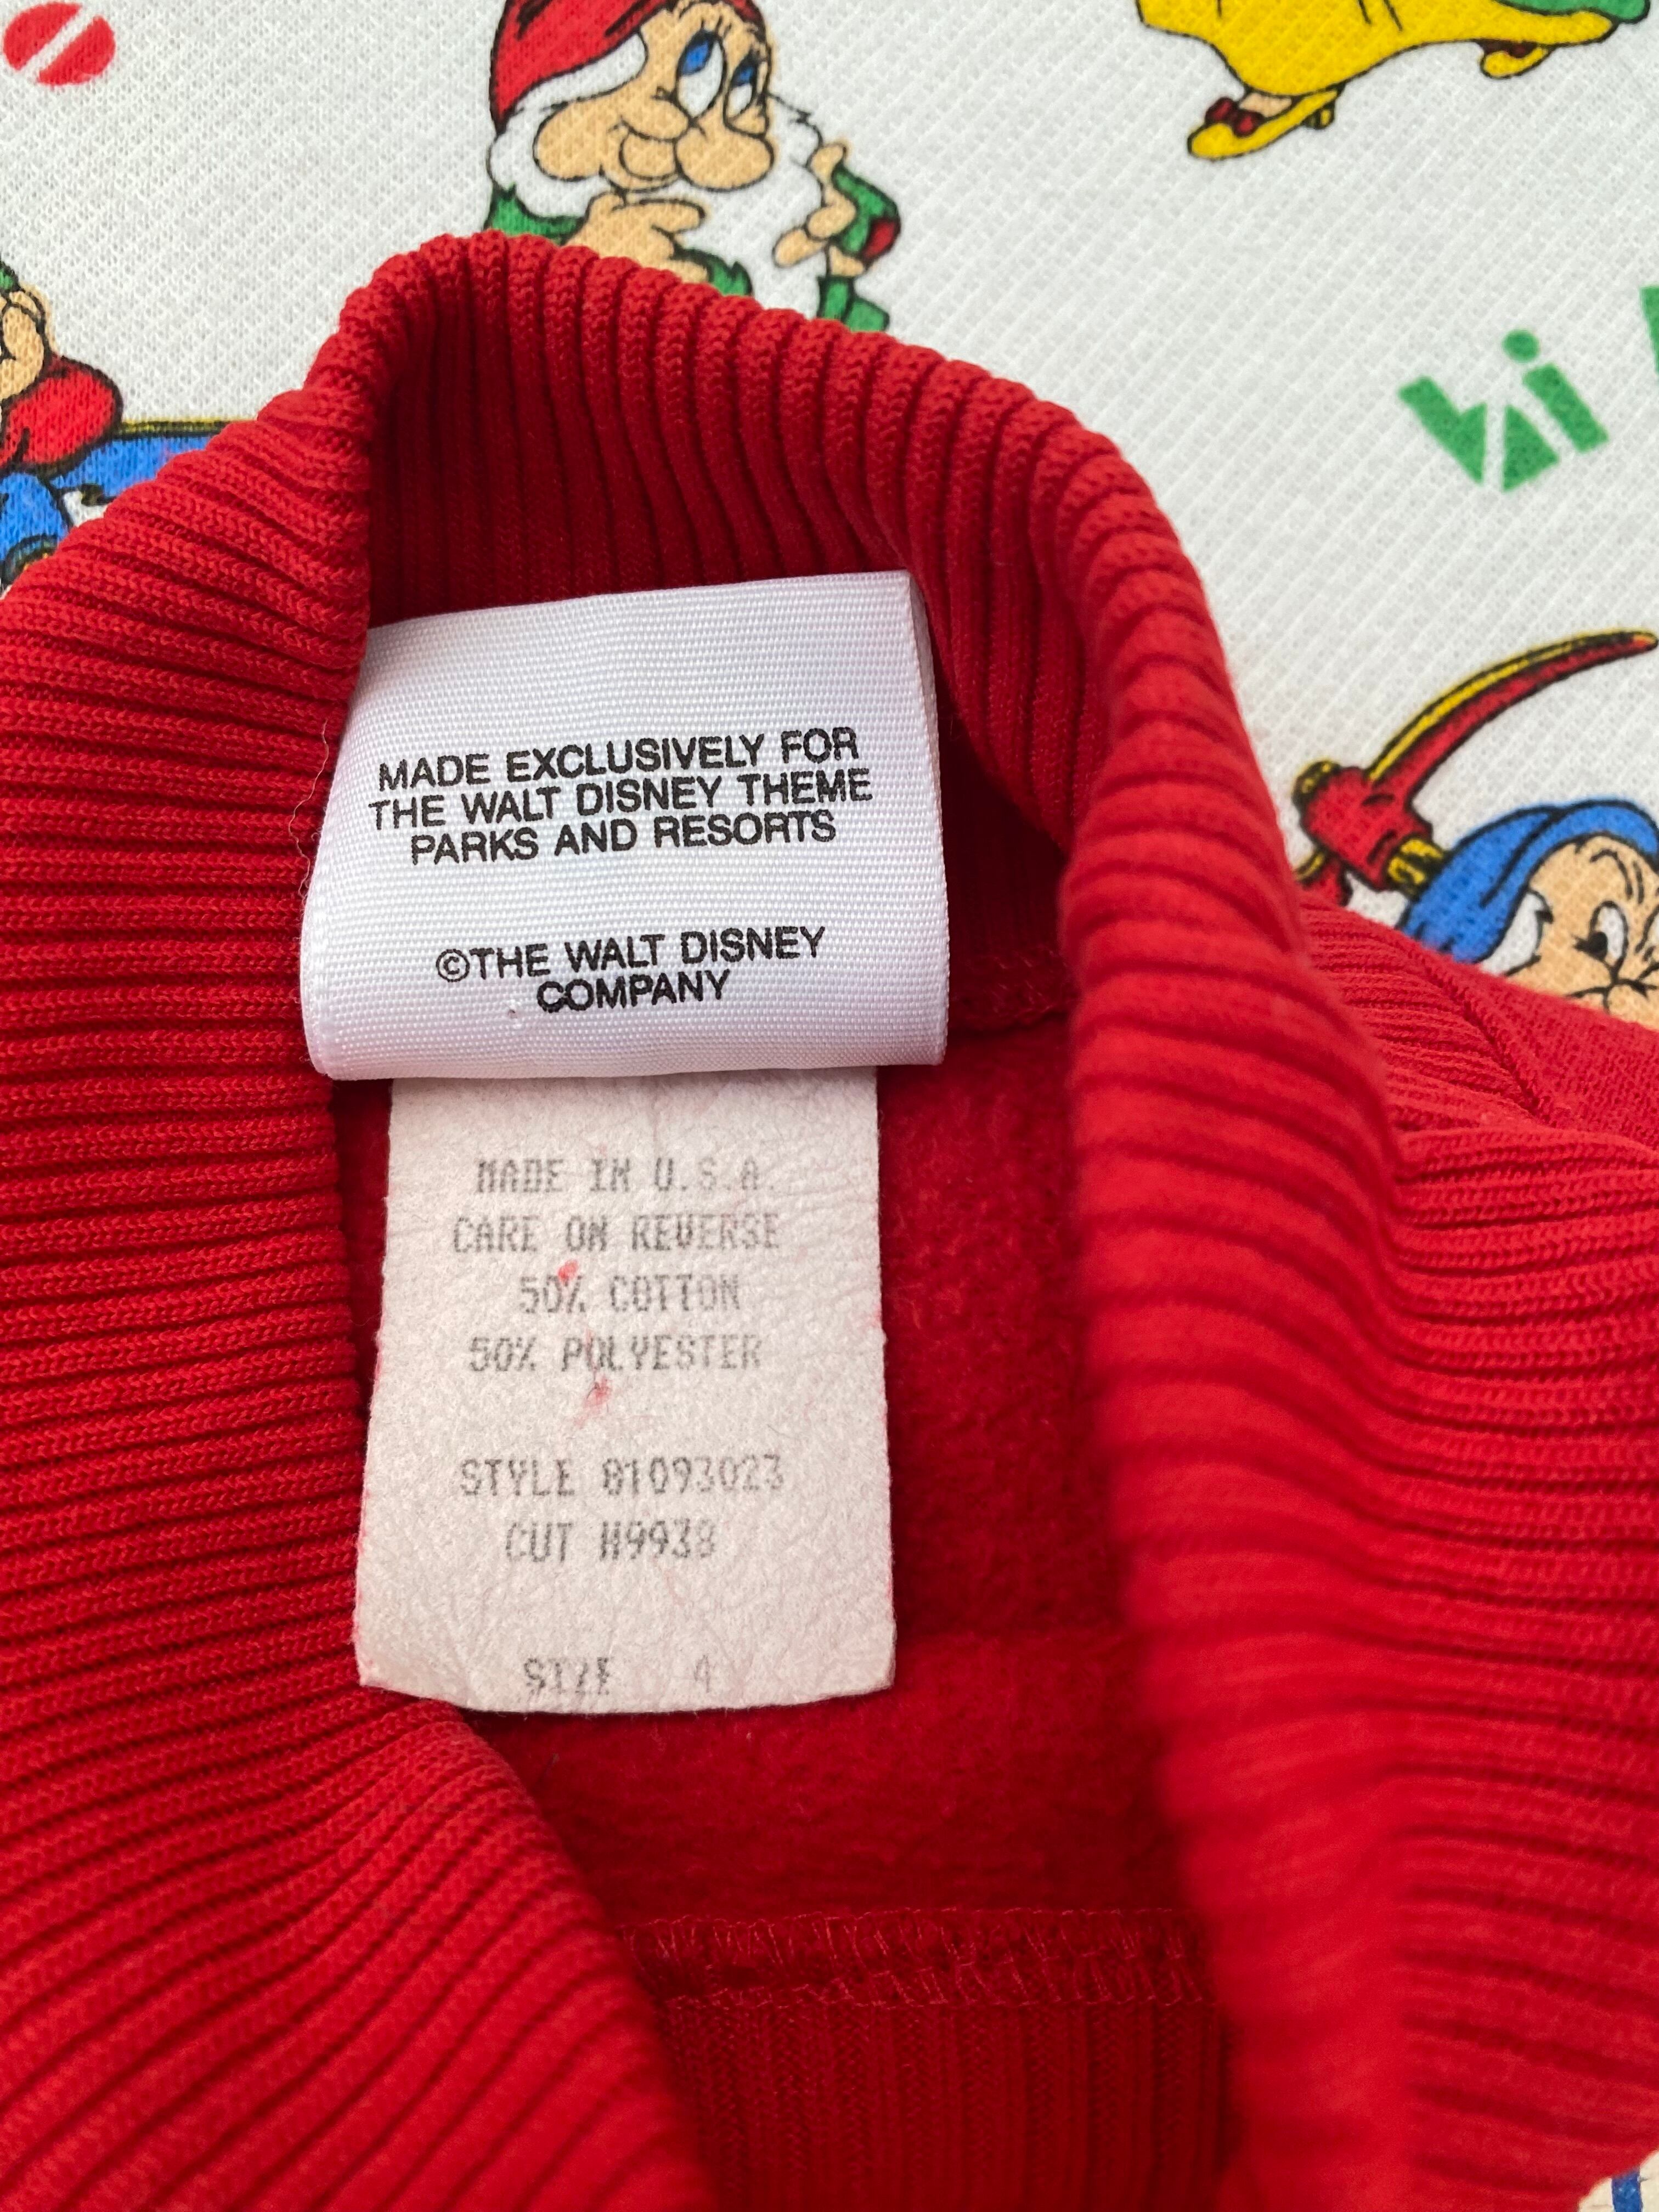 MADE EXCLUSIVELY FOR
THE WALT DISNEY THEME
PARKS AND RESORTS
©THE WALT DISNEY
COMPANY
MADE IN U.S.A.
CARE ON REVERSE
50% COTTON
50% POLYESTER
STYLE 81093023
CUT H9938
SIZE 4